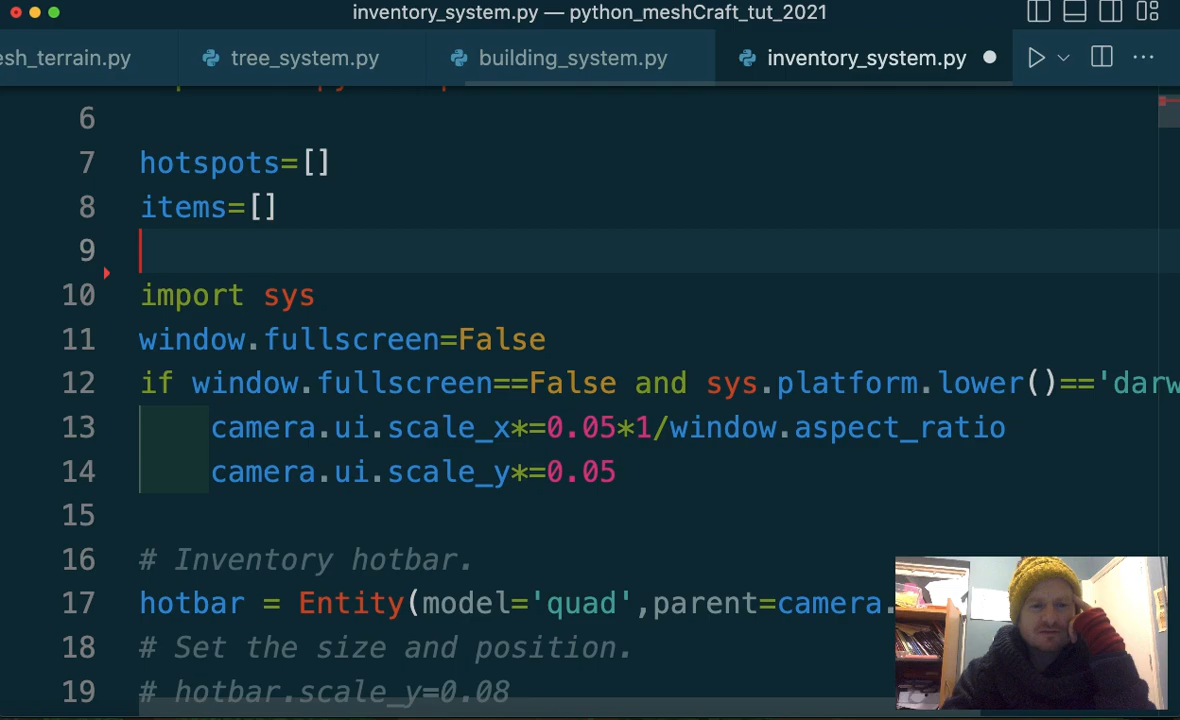 inventory_system.py — python_meshCraft_tut_2021
esh_terrain.py tree_system.py building_system.py inventory_system.py
6
7 hotspots=[]
8 items=[]
9
10 import sys
11 window.fullscreen=False
12 if window.fullscreen==False and sys.platform.lower()=='darw
13 camera.ui.scale_x*=0.05*1/window.aspect_ratio
14 camera.ui.scale_y*=0.05
15
16 # Inventory hotbar.
17 hotbar = Entity(model='quad',parent=camera.
18 # Set the size and position.
19 # hotbar.scale_y=0.08